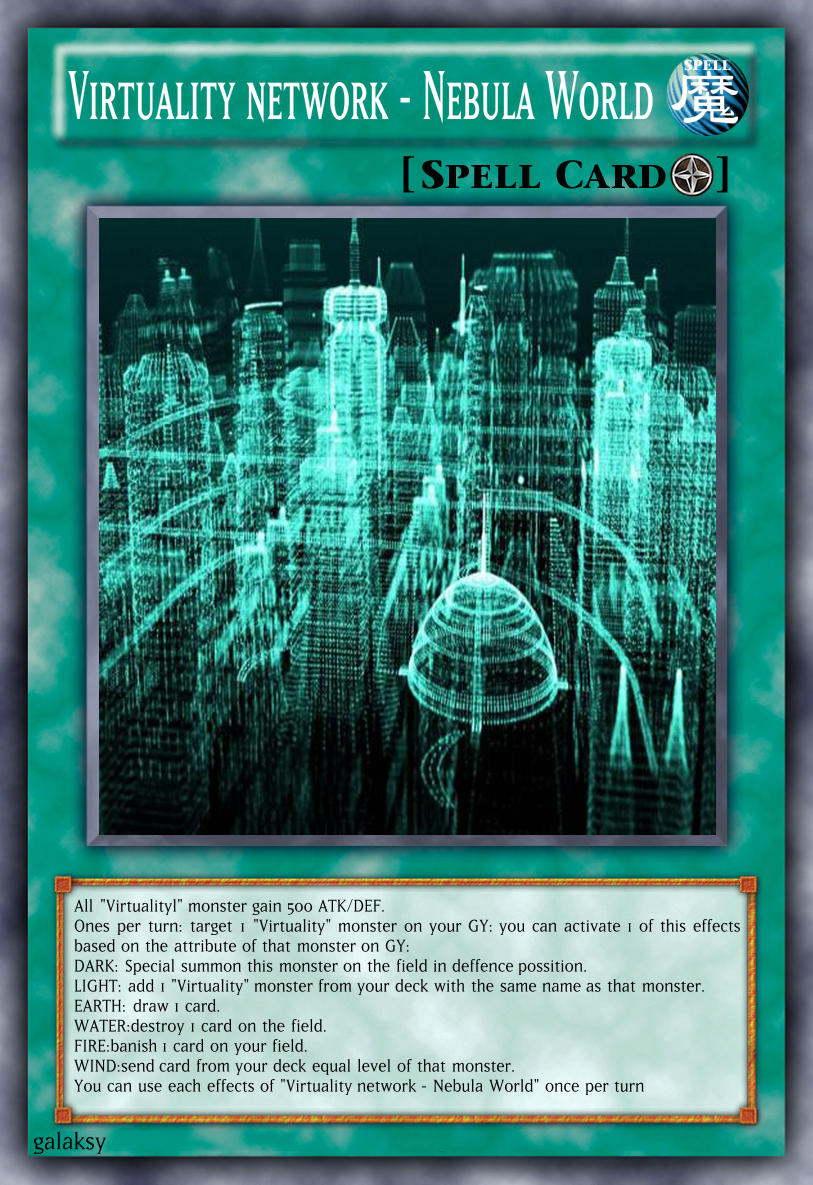 Virtuality network - Nebula World
SPELL
魔
[Spell Card]
All "Virtualityl" monster gain 500 ATK/DEF.
Ones per turn: target 1 "Virtuality" monster on your GY: you can activate 1 of this effects
based on the attribute of that monster on GY:
DARK: Special summon this monster on the field in deffence possition.
LIGHT: add 1 "Virtuality" monster from your deck with the same name as that monster.
EARTH: draw 1 card.
WATER:destroy 1 card on the field.
FIRE:banish 1 card on your field.
WIND:send card from your deck equal level of that monster.
You can use each effects of "Virtuality network - Nebula World" once per turn
galaksy